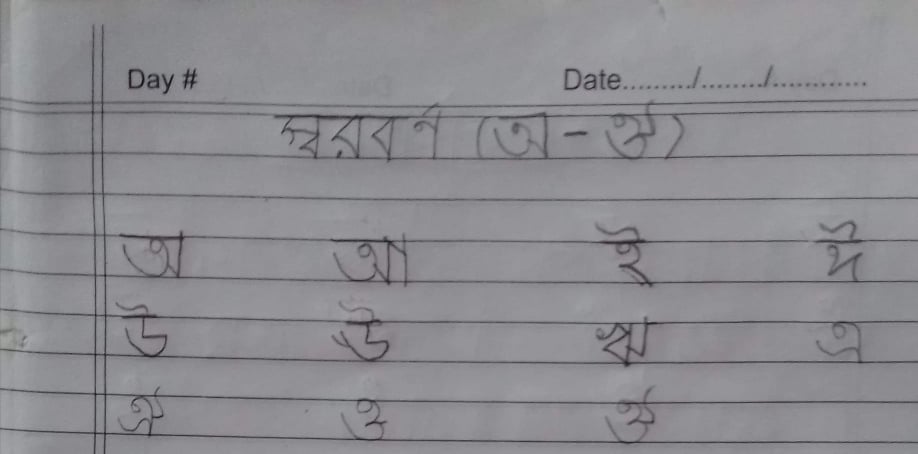 Day # Date........./........./............
স্বরবর্ণ (অ - ঔ)
অ আ ই ঈ
উ ঊ ঋ এ
ঐ ও ঔ